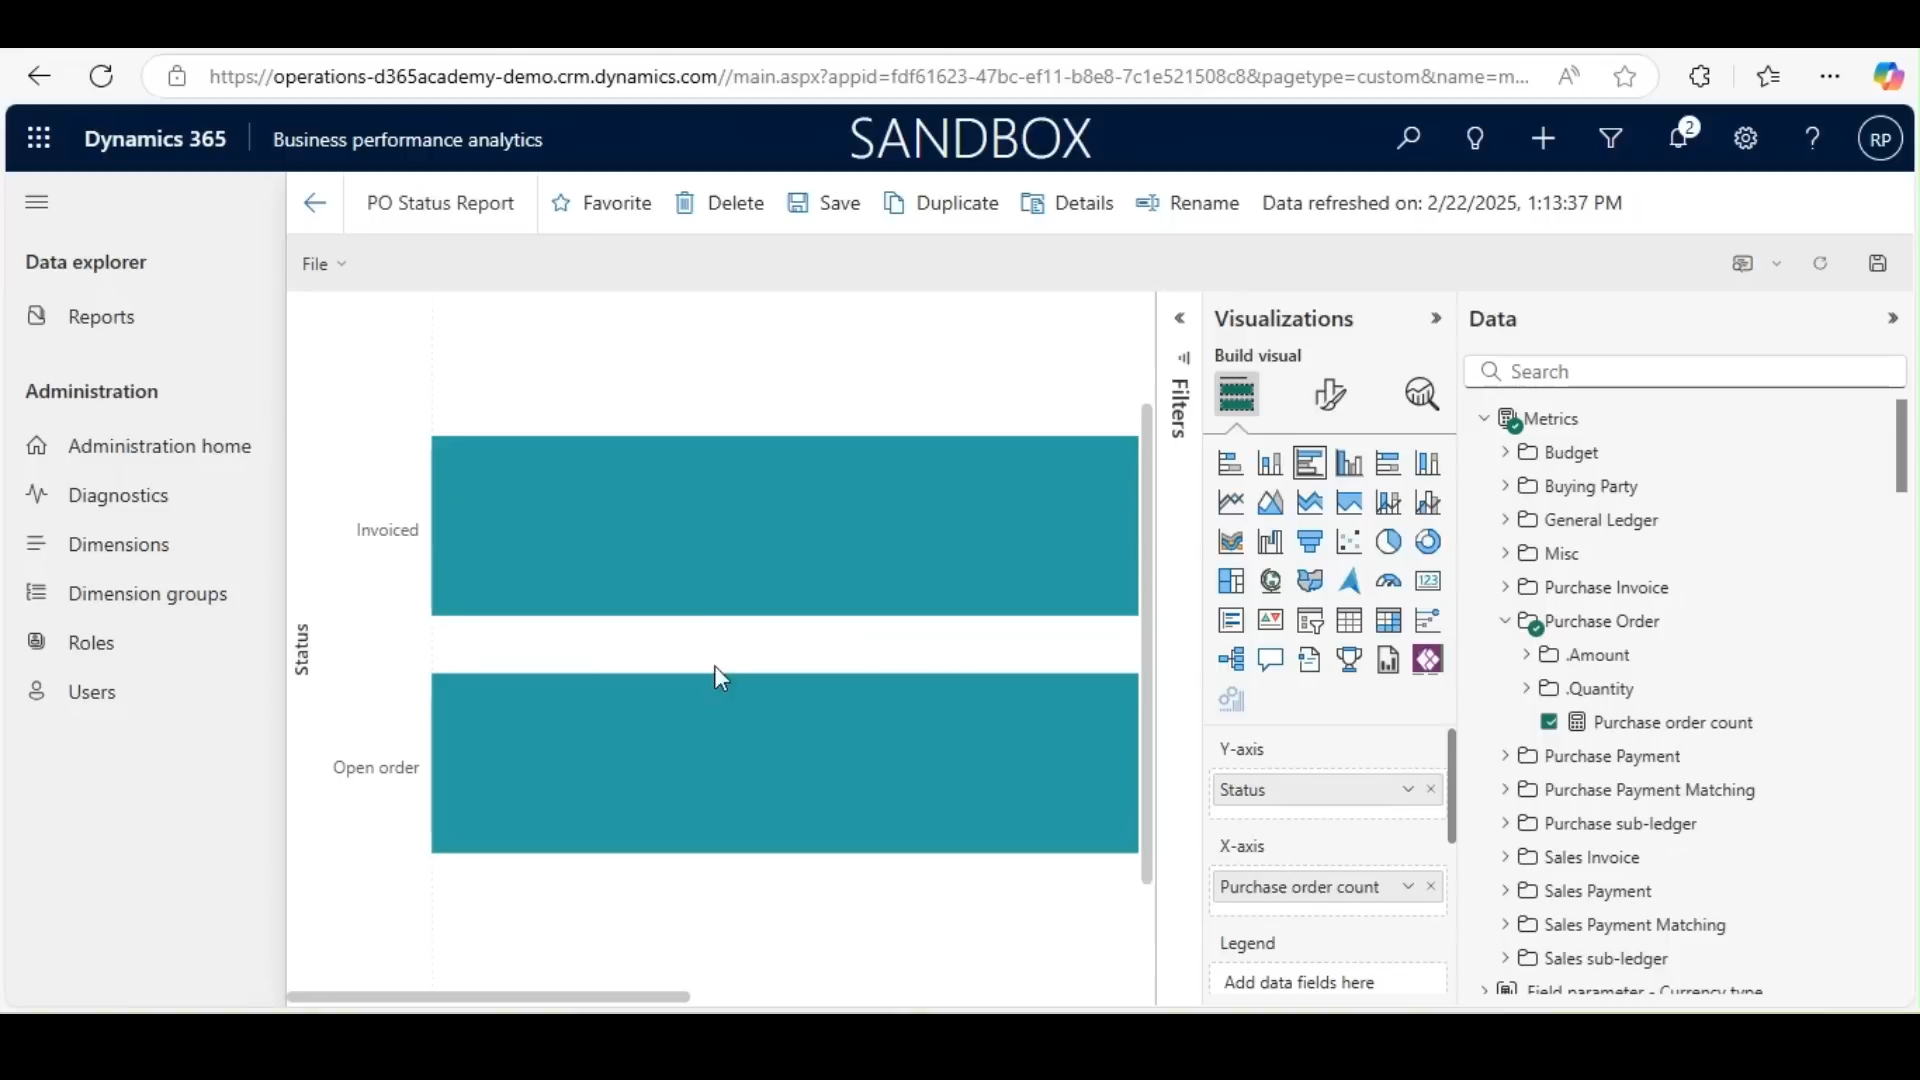 https://operations-d365academy-demo.crm.dynamics.com//main.aspx?appid=fdf61623-47bc-ef11-b8e8-7c1e521508c8&pagetype=custom&name=m...
Dynamics 365
Business performance analytics
SANDBOX
2
RP
PO Status Report
Favorite
Delete
Save
Duplicate
Details
Rename
Data refreshed on: 2/22/2025, 1:13:37 PM
Data explorer
Reports
Administration
Administration home
Diagnostics
Dimensions
Dimension groups
Roles
Users
File
Status
Invoiced
Open order
Filters
Visualizations
Build visual
123
Y-axis
Status
X-axis
Purchase order count
Legend
Add data fields here
Data
Search
Metrics
Budget
Buying Party
General Ledger
Misc
Purchase Invoice
Purchase Order
.Amount
.Quantity
Purchase order count
Purchase Payment
Purchase Payment Matching
Purchase sub-ledger
Sales Invoice
Sales Payment
Sales Payment Matching
Sales sub-ledger
Field parameter - Currency type